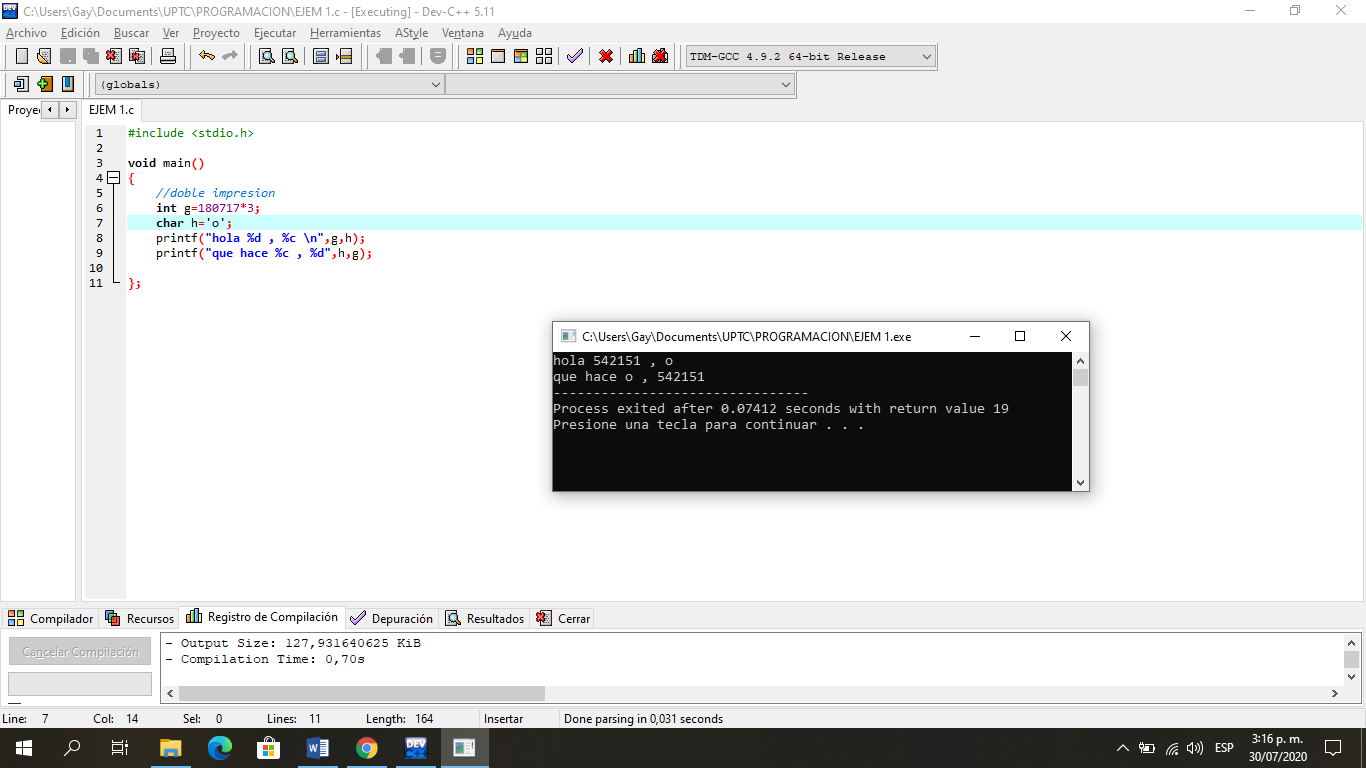 C:\Users\Gay\Documents\UPTC\PROGRAMACION\EJEM 1.c - [Executing] - Dev-C++ 5.11
Archivo Edición Buscar Ver Proyecto Ejecutar Herramientas AStyle Ventana Ayuda
TDM-GCC 4.9.2 64-bit Release
(globals)
Proye EJEM 1.c
1 #include <stdio.h>
2
3 void main()
4 {
5 //doble impresion
6 int g=180717*3;
7 char h='o';
8 printf("hola %d , %c \n",g,h);
9 printf("que hace %c , %d",h,g);
10
11 };
C:\Users\Gay\Documents\UPTC\PROGRAMACION\EJEM 1.exe
hola 542151 , o
que hace o , 542151
--------------------------------
Process exited after 0.07412 seconds with return value 19
Presione una tecla para continuar . . .
Compilador Recursos Registro de Compilación Depuración Resultados Cerrar
Cancelar Compilación
- Output Size: 127,931640625 KiB
- Compilation Time: 0,70s
Line: 7 Col: 14 Sel: 0 Lines: 11 Length: 164 Insertar Done parsing in 0,031 seconds
DEV
ESP
3:16 p. m.
30/07/2020